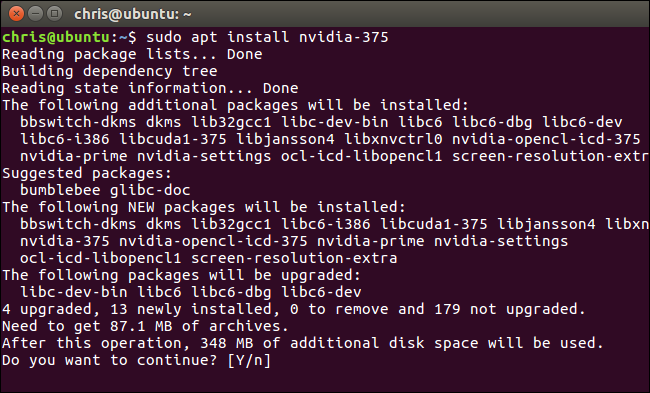 chris@ubuntu: ~
chris@ubuntu:~$ sudo apt install nvidia-375
Reading package lists... Done
Building dependency tree
Reading state information... Done
The following additional packages will be installed:
  bbswitch-dkms dkms lib32gcc1 libc-dev-bin libc6 libc6-dbg libc6-dev
  libc6-i386 libcuda1-375 libjansson4 libxnvctrl0 nvidia-opencl-icd-375
  nvidia-prime nvidia-settings ocl-icd-libopencl1 screen-resolution-extr
Suggested packages:
  bumblebee glibc-doc
The following NEW packages will be installed:
  bbswitch-dkms dkms lib32gcc1 libc6-i386 libcuda1-375 libjansson4 libxn
  nvidia-375 nvidia-opencl-icd-375 nvidia-prime nvidia-settings
  ocl-icd-libopencl1 screen-resolution-extra
The following packages will be upgraded:
  libc-dev-bin libc6 libc6-dbg libc6-dev
4 upgraded, 13 newly installed, 0 to remove and 179 not upgraded.
Need to get 87.1 MB of archives.
After this operation, 348 MB of additional disk space will be used.
Do you want to continue? [Y/n]